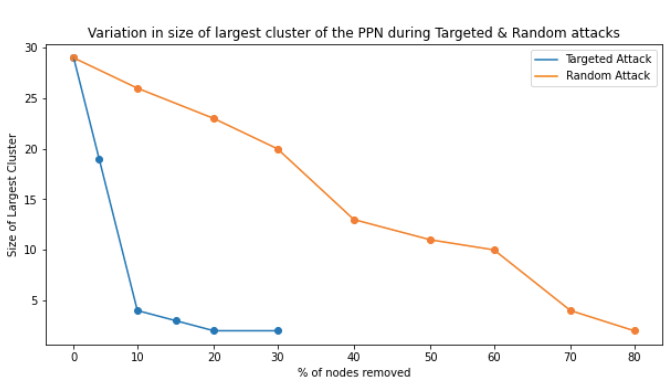 Variation in size of largest cluster of the PPN during Targeted & Random attacks
Targeted Attack
Random Attack
Size of Largest Cluster
30
25
20
15
10
5
0 10 20 30 40 50 60 70 80
% of nodes removed